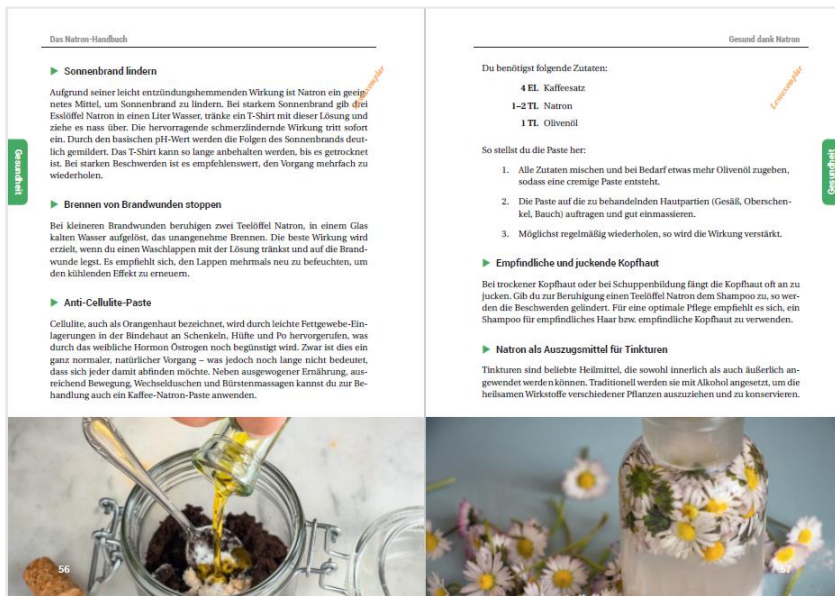 Das Natron-Handbuch
Sonnenbrand lindern
Aufgrund seiner leicht entzündungshemmenden Wirkung ist Natron ein geeig-
netes Mittel, um Sonnenbrand zu lindern. Bei starkem Sonnenbrand gib drei
Esslöffel Natron in einen Liter Wasser, tränke ein T-Shirt mit dieser Lösung und
ziehe es nass über. Die hervorragende schmerzlindernde Wirkung tritt sofort
ein. Durch den basischen pH-Wert werden die Folgen des Sonnenbrands deut-
lich gemildert. Das T-Shirt kann so lange anbehalten werden, bis es getrocknet
ist. Bei starken Beschwerden ist es empfehlenswert, den Vorgang mehrfach zu
wiederholen.
Leseexemplar
Gesundheit
Brennen von Brandwunden stoppen
Bei kleineren Brandwunden beruhigen zwei Teelöffel Natron, in einem Glas
kalten Wasser aufgelöst, das unangenehme Brennen. Die beste Wirkung wird
erzielt, wenn du einen Waschlappen mit der Lösung tränkst und auf die Brand-
wunde legst. Es empfiehlt sich, den Lappen mehrmals neu zu befeuchten, um
den kühlenden Effekt zu erneuern.
Anti-Cellulite-Paste
Cellulite, auch als Orangenhaut bezeichnet, wird durch leichte Fettgewebe-Ein-
lagerungen in der Bindehaut an Schenkeln, Hüfte und Po hervorgerufen, was
durch das weibliche Hormon Östrogen noch begünstigt wird. Zwar ist dies ein
ganz normaler, natürlicher Vorgang – was jedoch noch lange nicht bedeutet,
dass sich jeder damit abfinden möchte. Neben ausgewogener Ernährung, aus-
reichend Bewegung, Wechselduschen und Bürstenmassagen kannst du zur Be-
handlung auch ein Kaffee-Natron-Paste anwenden.
56
Gesund dank Natron
Du benötigst folgende Zutaten:
4 EL Kaffeesatz
1–2 TL Natron
1 TL Olivenöl
Leseexemplar
So stellst du die Paste her:
1. Alle Zutaten mischen und bei Bedarf etwas mehr Olivenöl zugeben,
sodass eine cremige Paste entsteht.
2. Die Paste auf die zu behandelnden Hautpartien (Gesäß, Oberschen-
kel, Bauch) auftragen und gut einmassieren.
3. Möglichst regelmäßig wiederholen, so wird die Wirkung verstärkt.
Gesundheit
Empfindliche und juckende Kopfhaut
Bei trockener Kopfhaut oder bei Schuppenbildung fängt die Kopfhaut oft an zu
jucken. Gib du zur Beruhigung einen Teelöffel Natron dem Shampoo zu, so wer-
den die Beschwerden gelindert. Für eine optimale Pflege empfiehlt es sich, ein
Shampoo für empfindliches Haar bzw. empfindliche Kopfhaut zu verwenden.
Natron als Auszugsmittel für Tinkturen
Tinkturen sind beliebte Heilmittel, die sowohl innerlich als auch äußerlich an-
gewendet werden können. Traditionell werden sie mit Alkohol angesetzt, um die
heilsamen Wirkstoffe verschiedener Pflanzen auszuziehen und zu konservieren.
57